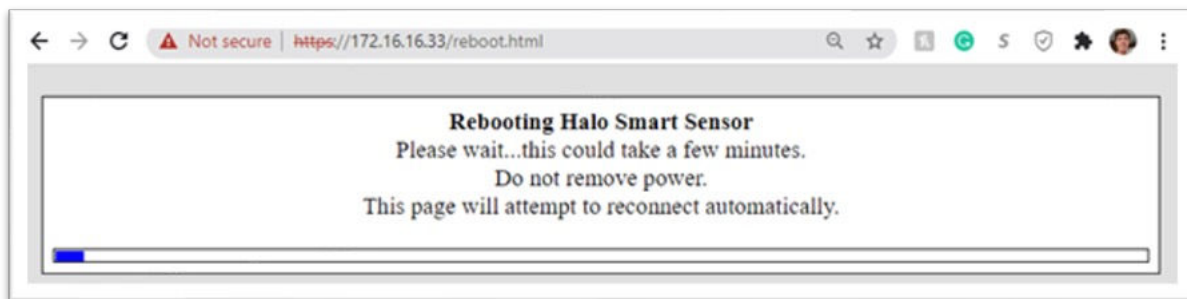 Not secure | https://172.16.16.33/reboot.html
Rebooting Halo Smart Sensor
Please wait...this could take a few minutes.
Do not remove power.
This page will attempt to reconnect automatically.